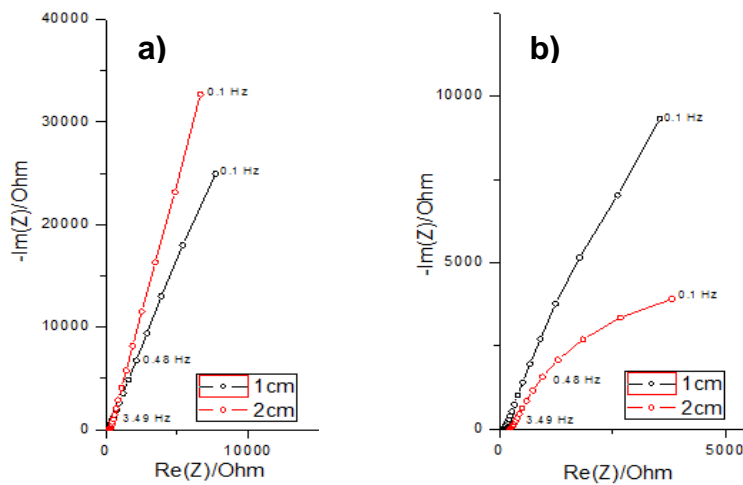 a)
40000
30000
20000
10000
0
-Im(Z)/Ohm
0.1 Hz
0.1 Hz
0.48 Hz
3.49 Hz
1cm
2cm
0
10000
Re(Z)/Ohm
b)
10000
5000
0
-Im(Z)/Ohm
0.1 Hz
0.1 Hz
0.48 Hz
3.49 Hz
1cm
2cm
0
5000
Re(Z)/Ohm